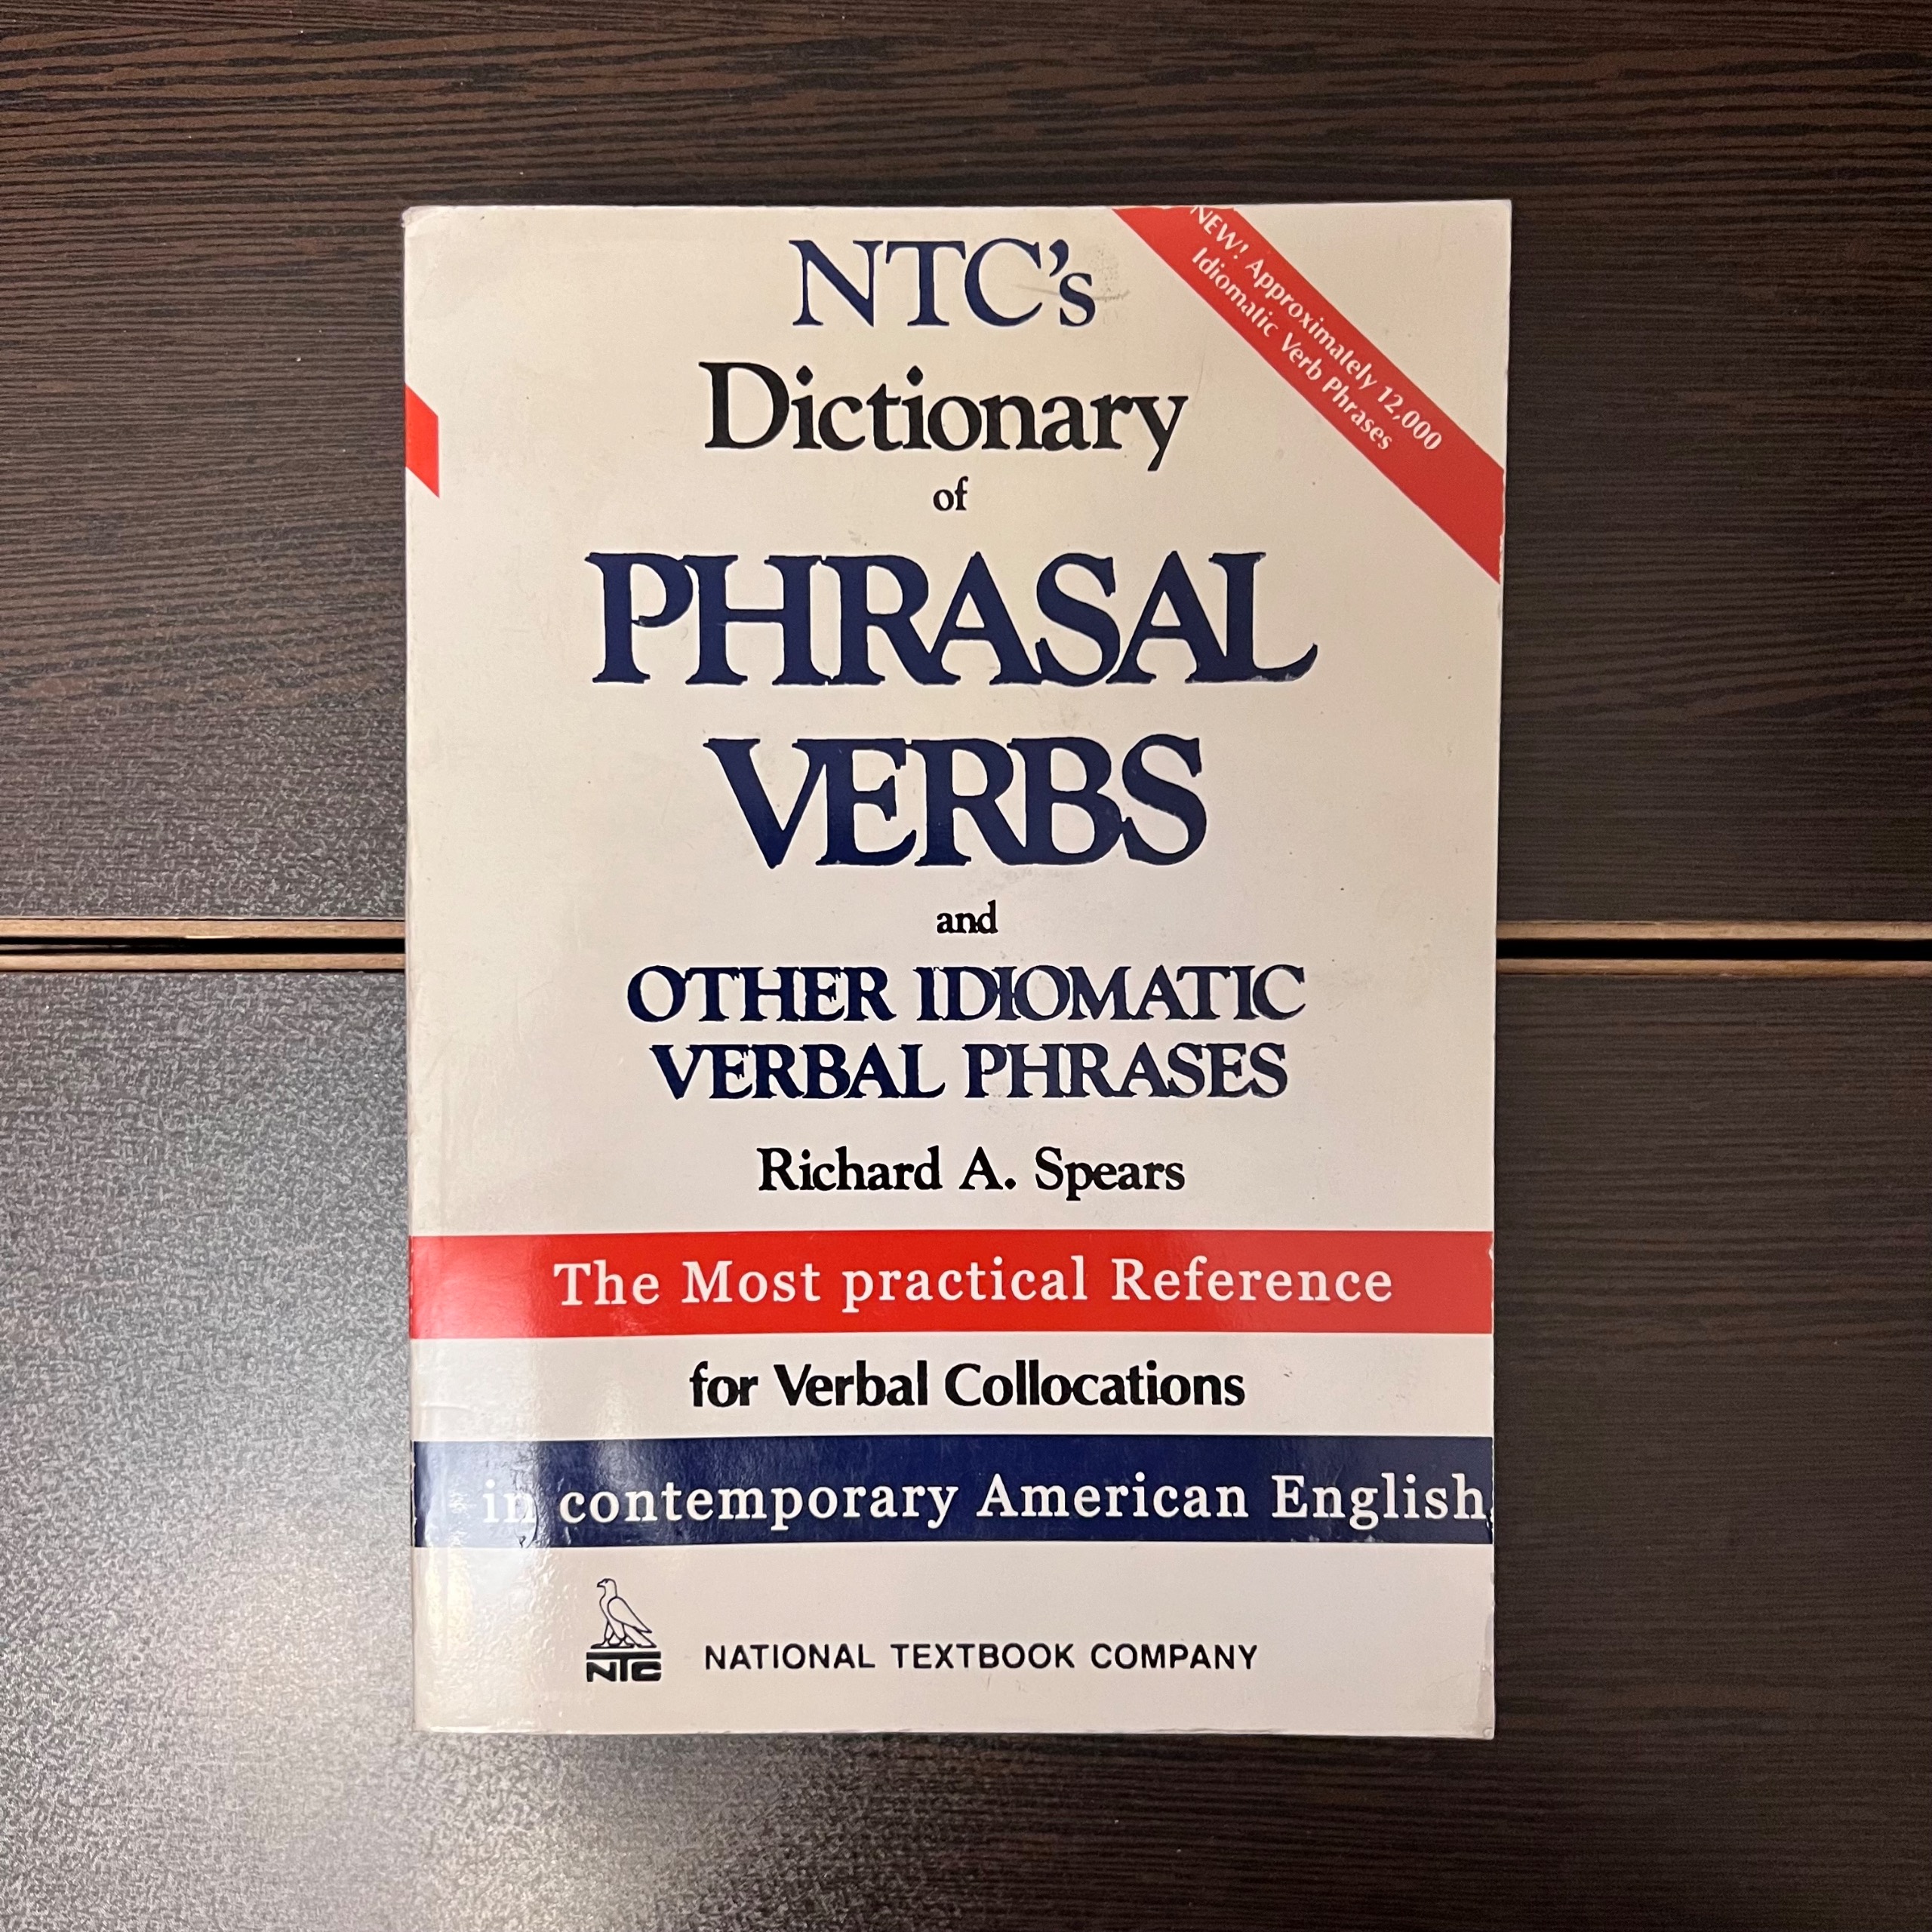 NTC's
Dictionary
of
PHRASAL
VERBS
and
OTHER IDIOMATIC
VERBAL PHRASES
Richard A. Spears
The Most practical Reference
for Verbal Collocations
in contemporary American English.
NTC
NATIONAL TEXTBOOK COMPANY
NEW! Approximately 12,000
Idiomatic Verb Phrases